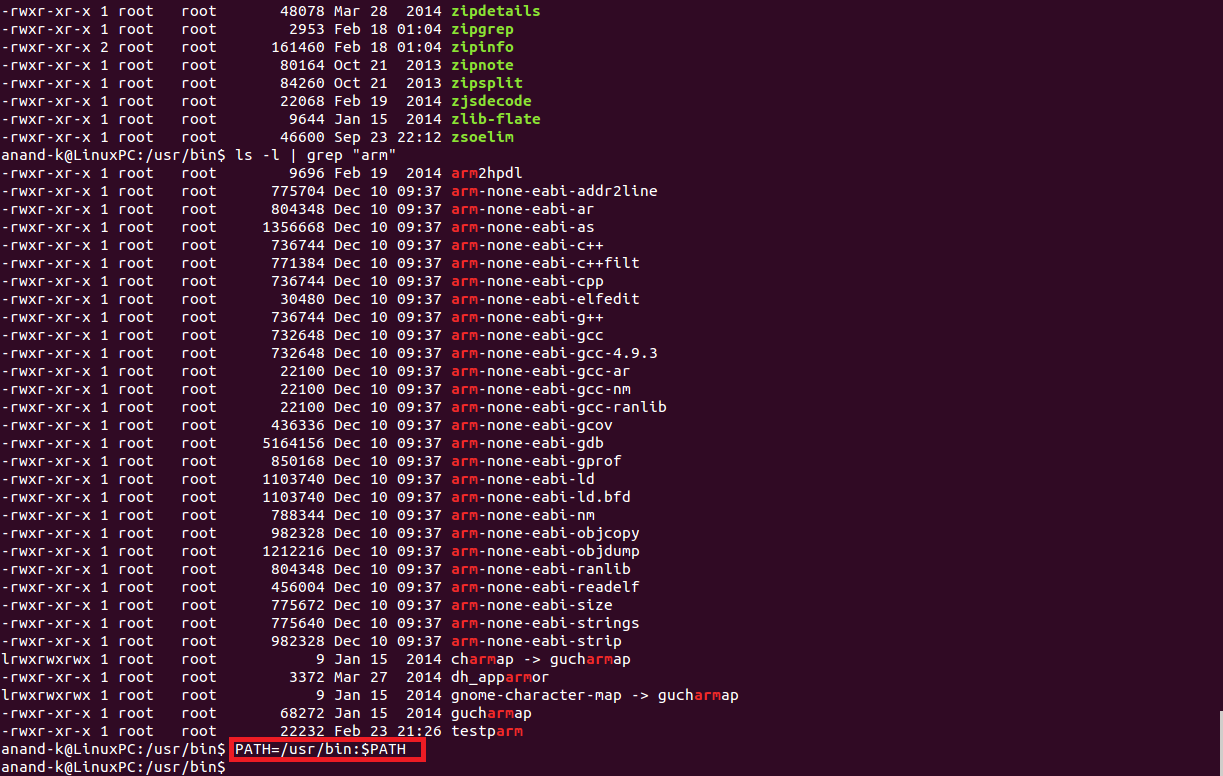 -rwxr-xr-x 1 root   root       48078 Mar 28  2014 zipdetails
-rwxr-xr-x 1 root   root        2953 Feb 18 01:04 zipgrep
-rwxr-xr-x 2 root   root      161460 Feb 18 01:04 zipinfo
-rwxr-xr-x 1 root   root       80164 Oct 21  2013 zipnote
-rwxr-xr-x 1 root   root       84260 Oct 21  2013 zipsplit
-rwxr-xr-x 1 root   root       22068 Feb 19  2014 zjsdecode
-rwxr-xr-x 1 root   root        9644 Jan 15  2014 zlib-flate
-rwxr-xr-x 1 root   root       46600 Sep 23 22:12 zsoelim
anand-k@LinuxPC:/usr/bin$ ls -l | grep "arm"
-rwxr-xr-x 1 root   root        9696 Feb 19  2014 arm2hpdl
-rwxr-xr-x 1 root   root      775704 Dec 10 09:37 arm-none-eabi-addr2line
-rwxr-xr-x 1 root   root      804348 Dec 10 09:37 arm-none-eabi-ar
-rwxr-xr-x 1 root   root     1356668 Dec 10 09:37 arm-none-eabi-as
-rwxr-xr-x 1 root   root      736744 Dec 10 09:37 arm-none-eabi-c++
-rwxr-xr-x 1 root   root      771384 Dec 10 09:37 arm-none-eabi-c++filt
-rwxr-xr-x 1 root   root      736744 Dec 10 09:37 arm-none-eabi-cpp
-rwxr-xr-x 1 root   root       30480 Dec 10 09:37 arm-none-eabi-elfedit
-rwxr-xr-x 1 root   root      736744 Dec 10 09:37 arm-none-eabi-g++
-rwxr-xr-x 1 root   root      732648 Dec 10 09:37 arm-none-eabi-gcc
-rwxr-xr-x 1 root   root      732648 Dec 10 09:37 arm-none-eabi-gcc-4.9.3
-rwxr-xr-x 1 root   root       22100 Dec 10 09:37 arm-none-eabi-gcc-ar
-rwxr-xr-x 1 root   root       22100 Dec 10 09:37 arm-none-eabi-gcc-nm
-rwxr-xr-x 1 root   root       22100 Dec 10 09:37 arm-none-eabi-gcc-ranlib
-rwxr-xr-x 1 root   root      436336 Dec 10 09:37 arm-none-eabi-gcov
-rwxr-xr-x 1 root   root     5164156 Dec 10 09:37 arm-none-eabi-gdb
-rwxr-xr-x 1 root   root      850168 Dec 10 09:37 arm-none-eabi-gprof
-rwxr-xr-x 1 root   root     1103740 Dec 10 09:37 arm-none-eabi-ld
-rwxr-xr-x 1 root   root     1103740 Dec 10 09:37 arm-none-eabi-ld.bfd
-rwxr-xr-x 1 root   root      788344 Dec 10 09:37 arm-none-eabi-nm
-rwxr-xr-x 1 root   root      982328 Dec 10 09:37 arm-none-eabi-objcopy
-rwxr-xr-x 1 root   root     1212216 Dec 10 09:37 arm-none-eabi-objdump
-rwxr-xr-x 1 root   root      804348 Dec 10 09:37 arm-none-eabi-ranlib
-rwxr-xr-x 1 root   root      456004 Dec 10 09:37 arm-none-eabi-readelf
-rwxr-xr-x 1 root   root      775672 Dec 10 09:37 arm-none-eabi-size
-rwxr-xr-x 1 root   root      775640 Dec 10 09:37 arm-none-eabi-strings
-rwxr-xr-x 1 root   root      982328 Dec 10 09:37 arm-none-eabi-strip
lrwxrwxrwx 1 root   root           9 Jan 15  2014 charmap -> gucharmap
-rwxr-xr-x 1 root   root        3372 Mar 27  2014 dh_apparmor
lrwxrwxrwx 1 root   root           9 Jan 15  2014 gnome-character-map -> gucharmap
-rwxr-xr-x 1 root   root       68272 Jan 15  2014 gucharmap
-rwxr-xr-x 1 root   root       22232 Feb 23 21:26 testparm
anand-k@LinuxPC:/usr/bin$ PATH=/usr/bin:$PATH
anand-k@LinuxPC:/usr/bin$